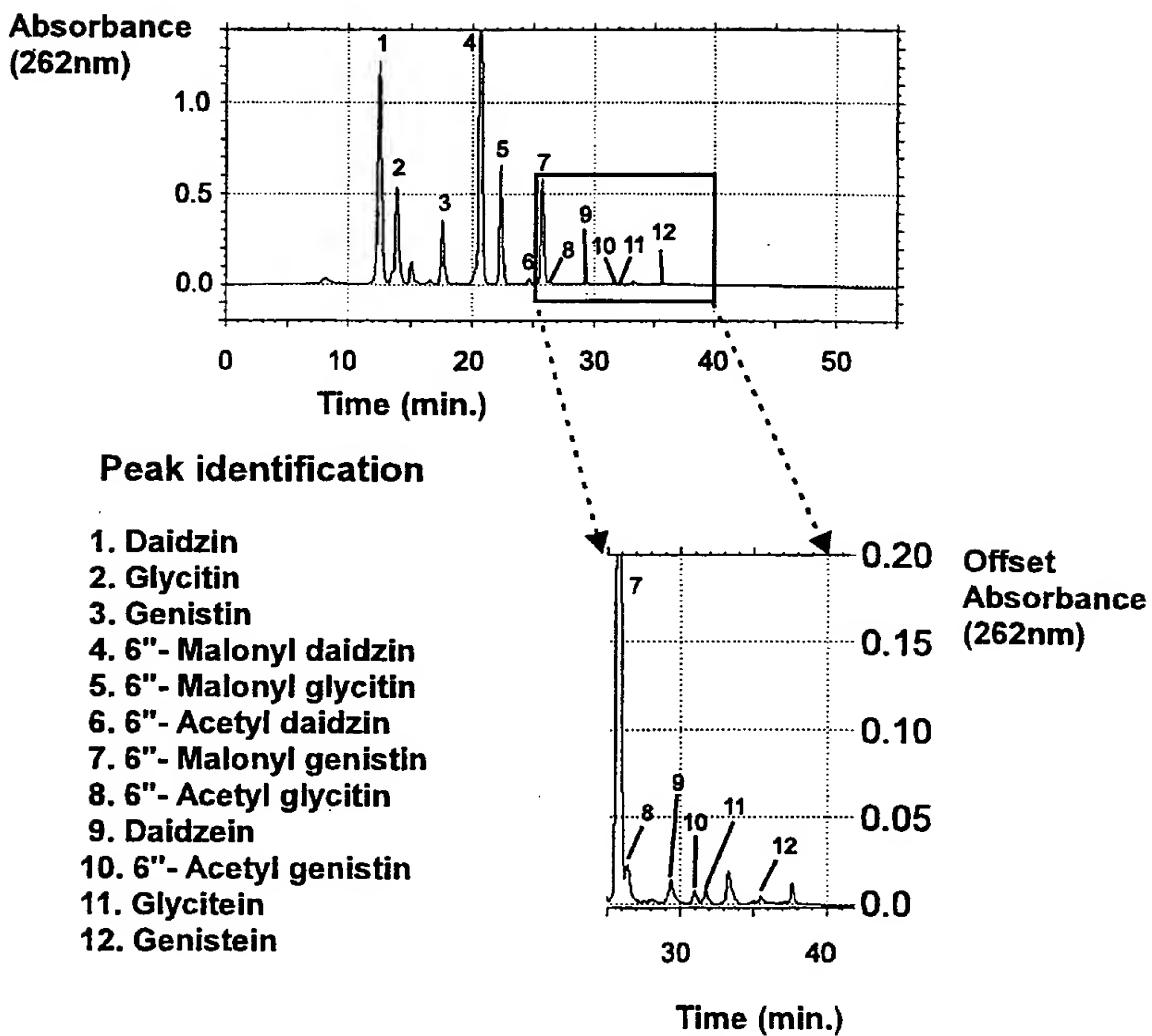 Absorbance
(262nm)
1.0
0.5
0.0
1
2
3
4
5
6
7
8
9
10
11
12
0
10
20
30
40
50
Time (min.)
Peak identification
1. Daidzin
2. Glycitin
3. Genistin
4. 6"- Malonyl daidzin
5. 6"- Malonyl glycitin
6. 6"- Acetyl daidzin
7. 6"- Malonyl genistin
8. 6"- Acetyl glycitin
9. Daidzein
10. 6"- Acetyl genistin
11. Glycitein
12. Genistein
7
8
9
10
11
12
0.20
0.15
0.10
0.05
0.0
Offset
Absorbance
(262nm)
30
40
Time (min.)